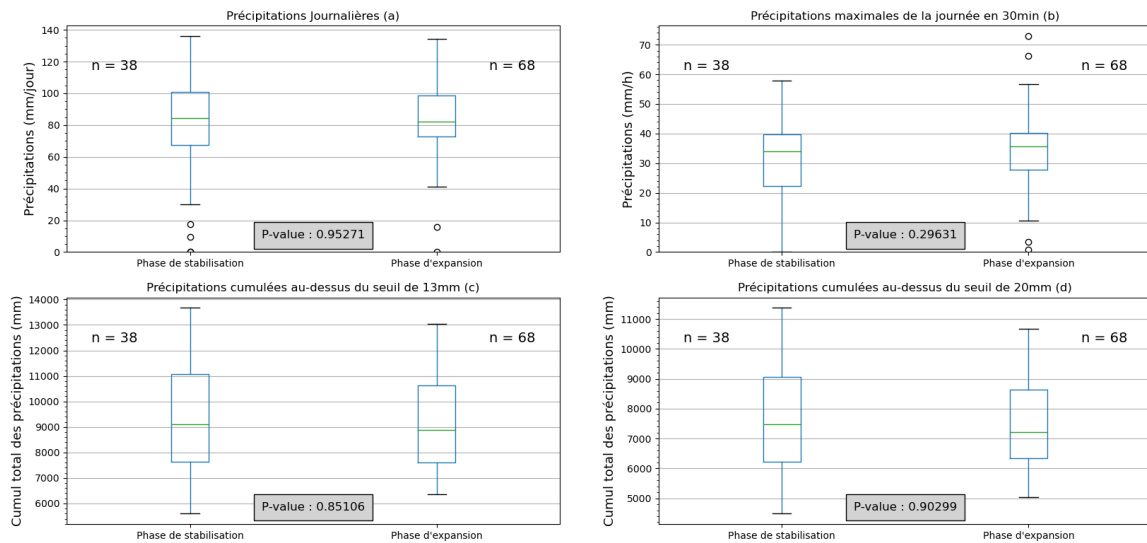 Précipitations Journalières (a)
Précipitations (mm/jour)
140
120
100
80
60
40
20
0
n = 38
n = 68
P-value : 0.95271
Phase de stabilisation
Phase d'expansion
Précipitations maximales de la journée en 30min (b)
Précipitations (mm/h)
70
60
50
40
30
20
10
0
n = 38
n = 68
P-value : 0.29631
Phase de stabilisation
Phase d'expansion
Précipitations cumulées au-dessus du seuil de 13mm (c)
Cumul total des précipitations (mm)
14000
13000
12000
11000
10000
9000
8000
7000
6000
n = 38
n = 68
P-value : 0.85106
Phase de stabilisation
Phase d'expansion
Précipitations cumulées au-dessus du seuil de 20mm (d)
Cumul total des précipitations (mm)
11000
10000
9000
8000
7000
6000
5000
n = 38
n = 68
P-value : 0.90299
Phase de stabilisation
Phase d'expansion